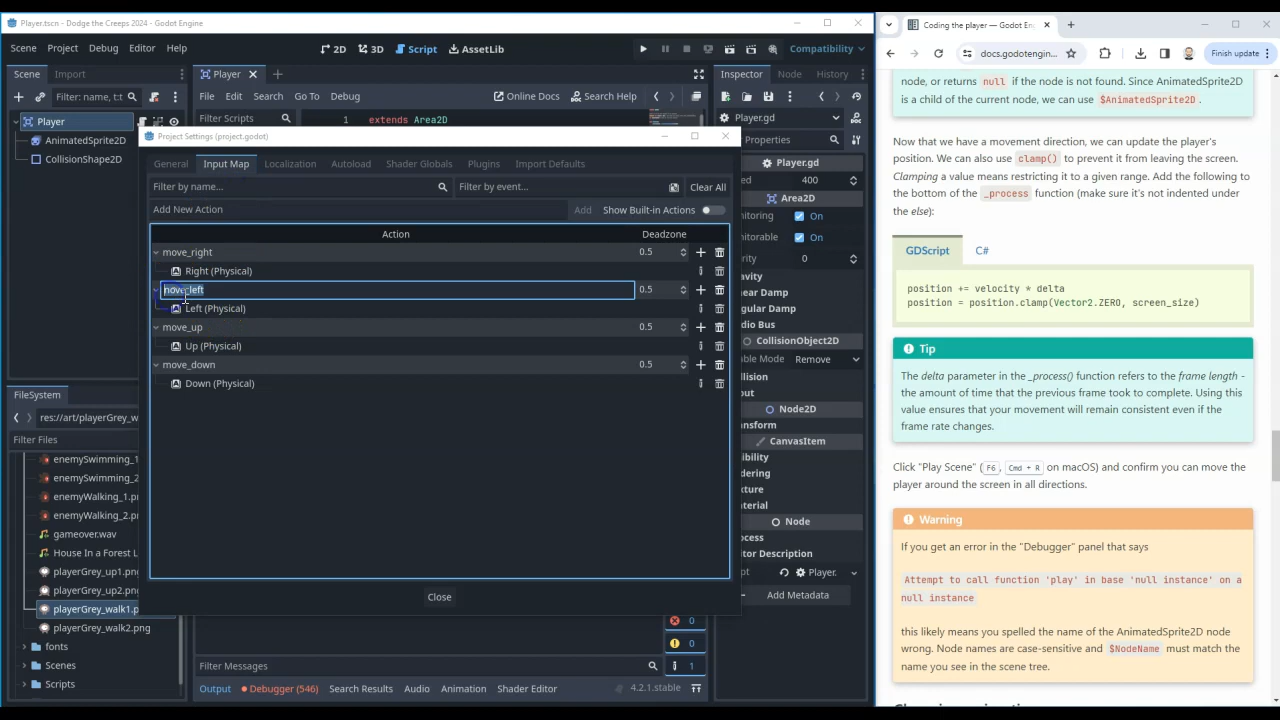 Player.tscn - Dodge the Creeps 2024 - Godot Engine
Scene Project Debug Editor Help
2D 3D Script AssetLib
Compatibility
Scene Import
Player
Inspector Node History
Filter: name, t:t
File Edit Search Go To Debug
Online Docs Search Help
Player
AnimatedSprite2D
CollisionShape2D
Filter Scripts
1 extends Area2D
Player.gd
Properties
Player.gd
400
Area2D
On
On
0
CollisionObject2D
Remove
Node2D
CanvasItem
Node
Player.
Add Metadata
Project Settings (project.godot)
General Input Map Localization Autoload Shader Globals Plugins Import Defaults
Filter by name... Filter by event... Clear All
Add New Action Add Show Built-in Actions
Action Deadzone
move_right 0.5
Right (Physical)
move_left 0.5
Left (Physical)
move_up 0.5
Up (Physical)
move_down 0.5
Down (Physical)
Close
FileSystem
res://art/playerGrey_w
Filter Files
enemySwimming_1
enemySwimming_2
enemyWalking_1.pn
enemyWalking_2.pn
gameover.wav
House In a Forest L
playerGrey_up1.png
playerGrey_up2.png
playerGrey_walk1.p
playerGrey_walk2.png
fonts
Scenes
Scripts
0
0
Filter Messages 1
Output Debugger (546) Search Results Audio Animation Shader Editor 4.2.1.stable
Coding the player — Godot En
docs.godotengin...
Finish update
node, or returns null if the node is not found. Since AnimatedSprite2D
is a child of the current node, we can use $AnimatedSprite2D.
Now that we have a movement direction, we can update the player's
position. We can also use clamp() to prevent it from leaving the screen.
Clamping a value means restricting it to a given range. Add the following to
the bottom of the _process function (make sure it's not indented under
the else):
GDScript C#
position += velocity * delta
position = position.clamp(Vector2.ZERO, screen_size)
Tip
The delta parameter in the _process() function refers to the frame length -
the amount of time that the previous frame took to complete. Using this
value ensures that your movement will remain consistent even if the
frame rate changes.
Click "Play Scene" (F6, Cmd + R on macOS) and confirm you can move the
player around the screen in all directions.
Warning
If you get an error in the "Debugger" panel that says
Attempt to call function 'play' in base 'null instance' on a
null instance
this likely means you spelled the name of the AnimatedSprite2D node
wrong. Node names are case-sensitive and $NodeName must match the
name you see in the scene tree.